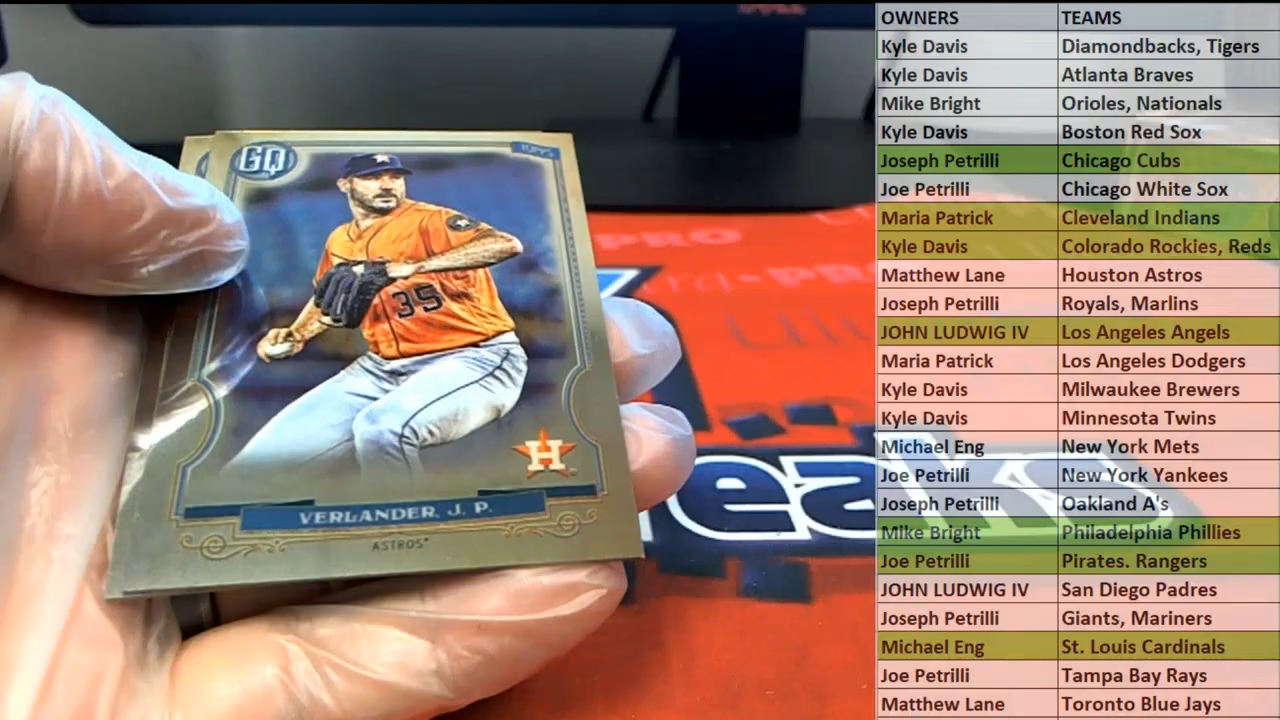 GQ
TOPPS
35
H
VERLANDER, J. P.
ASTROS
PRO
eaks
OWNERS TEAMS
Kyle Davis Diamondbacks, Tigers
Kyle Davis Atlanta Braves
Mike Bright Orioles, Nationals
Kyle Davis Boston Red Sox
Joseph Petrilli Chicago Cubs
Joe Petrilli Chicago White Sox
Maria Patrick Cleveland Indians
Kyle Davis Colorado Rockies, Reds
Matthew Lane Houston Astros
Joseph Petrilli Royals, Marlins
JOHN LUDWIG IV Los Angeles Angels
Maria Patrick Los Angeles Dodgers
Kyle Davis Milwaukee Brewers
Kyle Davis Minnesota Twins
Michael Eng New York Mets
Joe Petrilli New York Yankees
Joseph Petrilli Oakland A's
Mike Bright Philadelphia Phillies
Joe Petrilli Pirates. Rangers
JOHN LUDWIG IV San Diego Padres
Joseph Petrilli Giants, Mariners
Michael Eng St. Louis Cardinals
Joe Petrilli Tampa Bay Rays
Matthew Lane Toronto Blue Jays